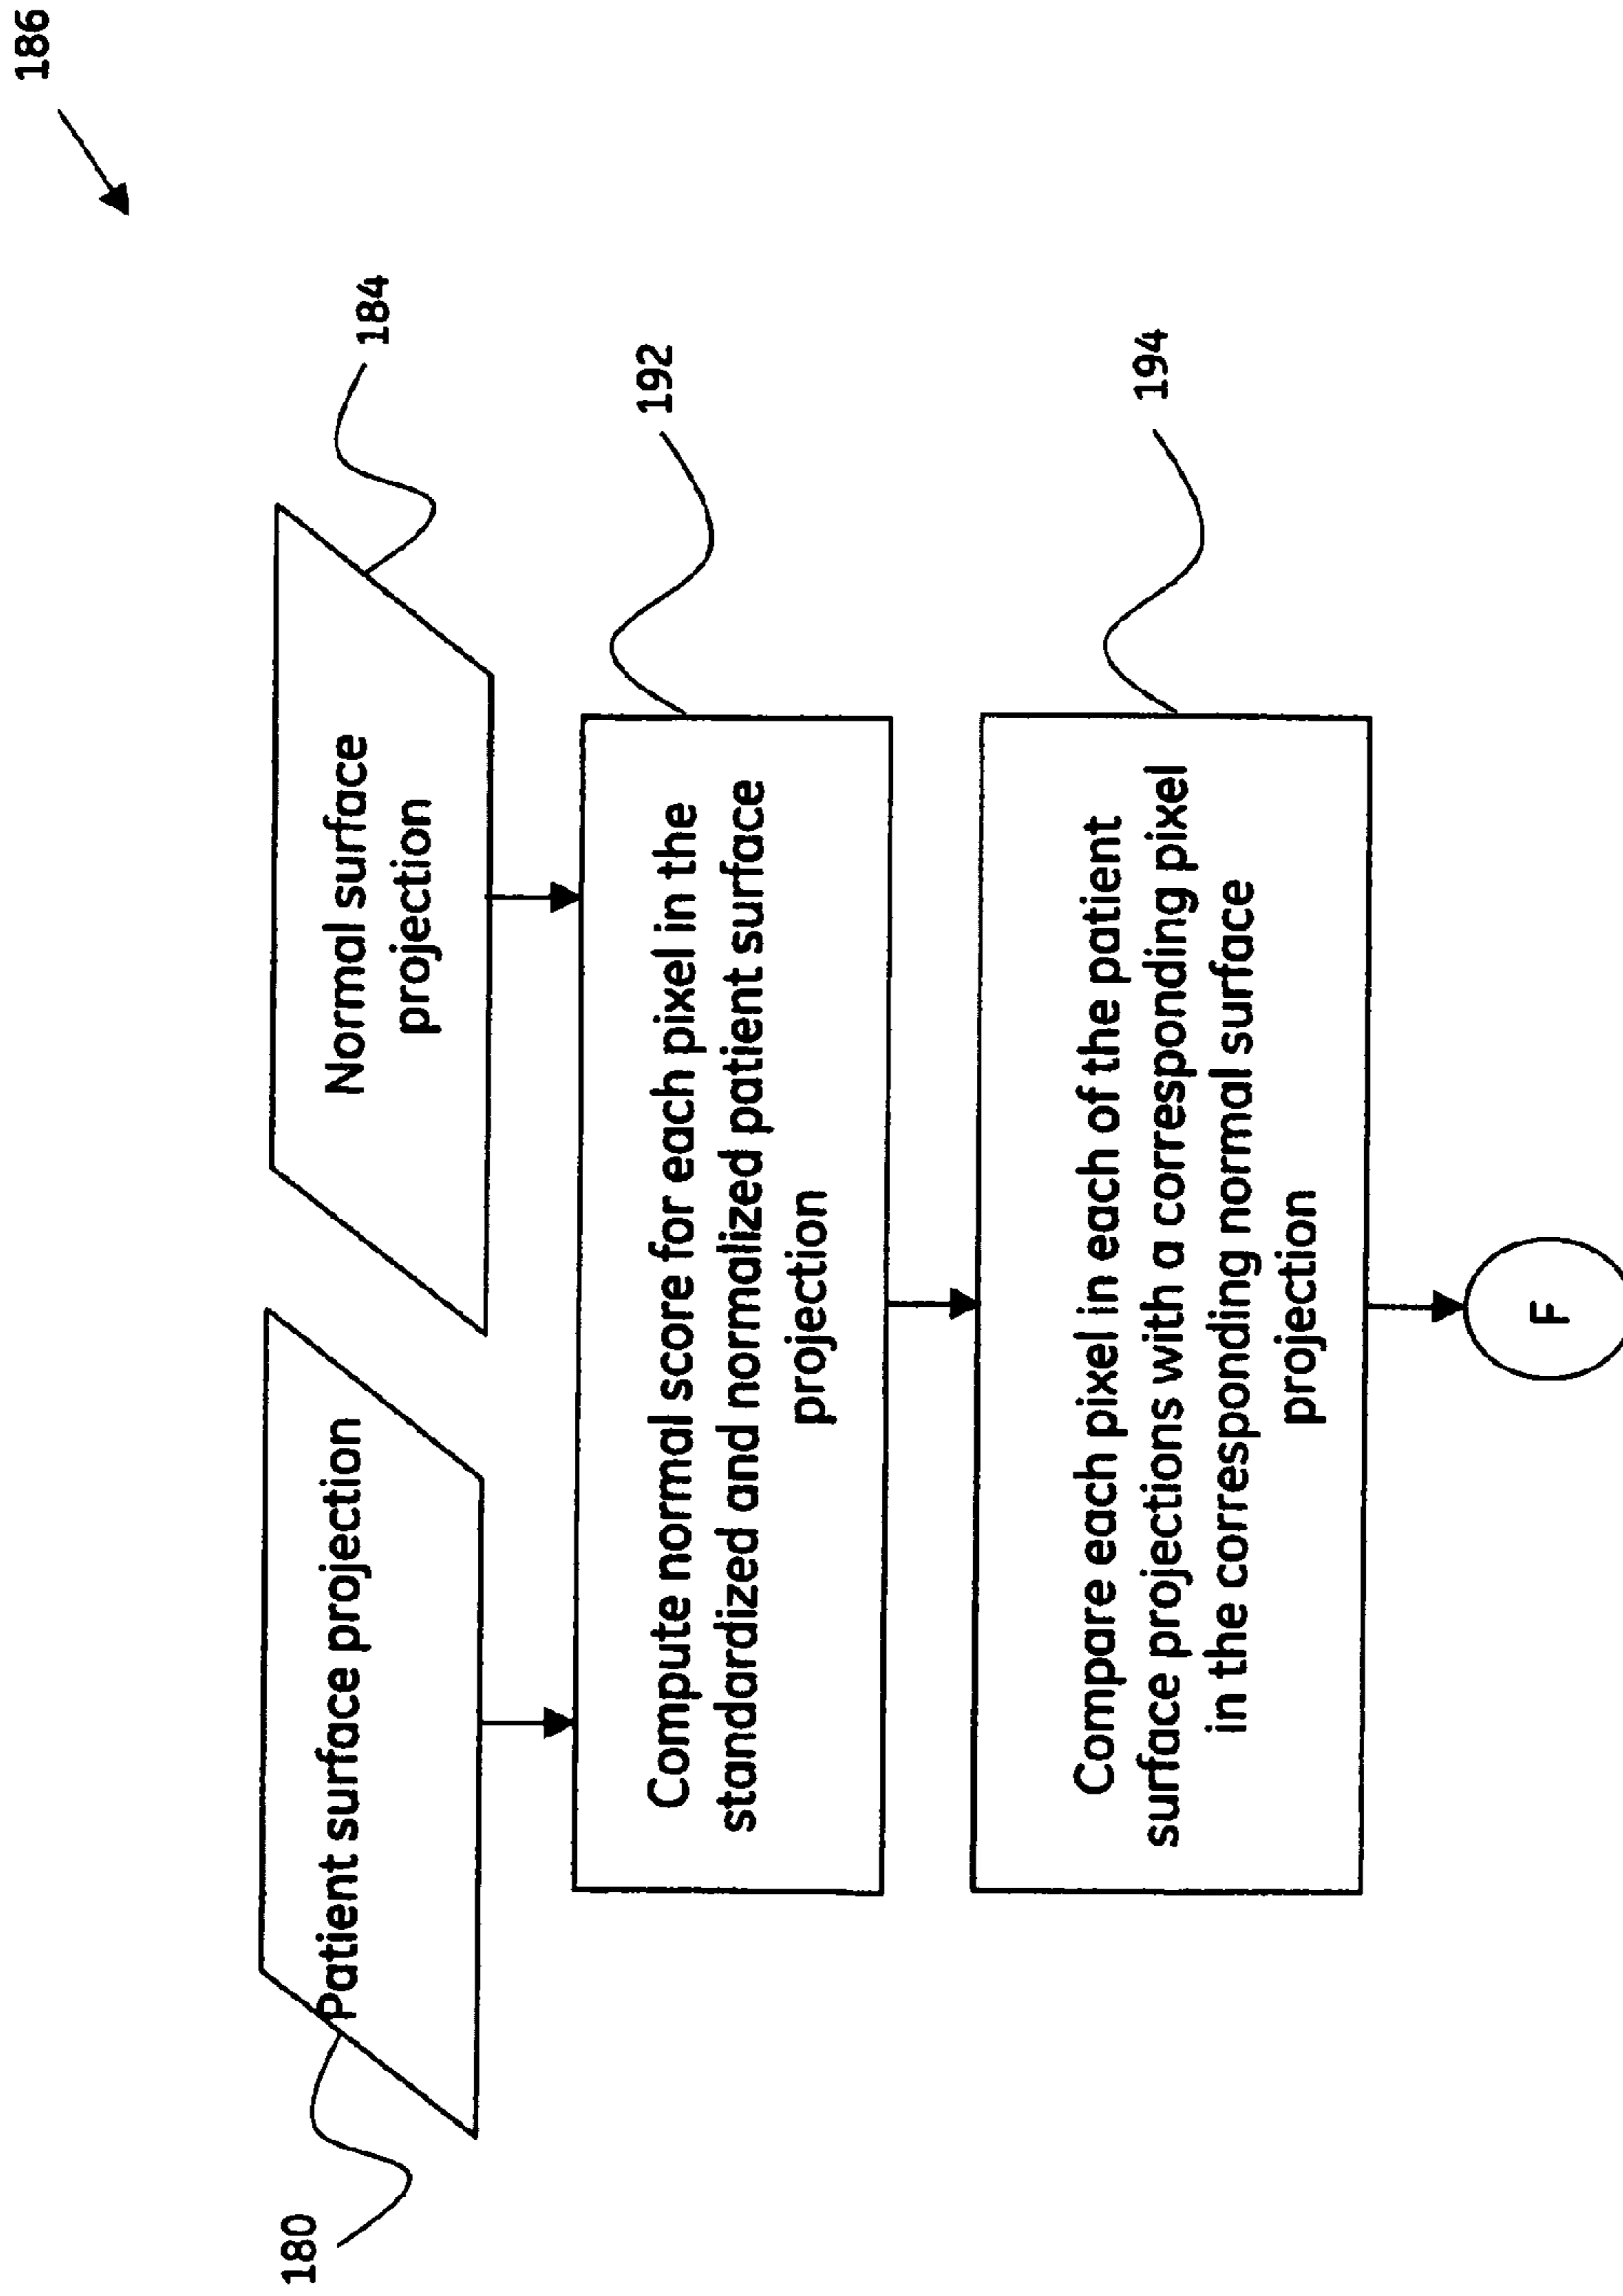 186
180
Patient surface projection
Normal surface
projection
184
Compute normal score for each pixel in the
standardized and normalized patient surface
projection
192
Compare each pixel in each of the patient
surface projections with a corresponding pixel
in the corresponding normal surface
projection
194
F